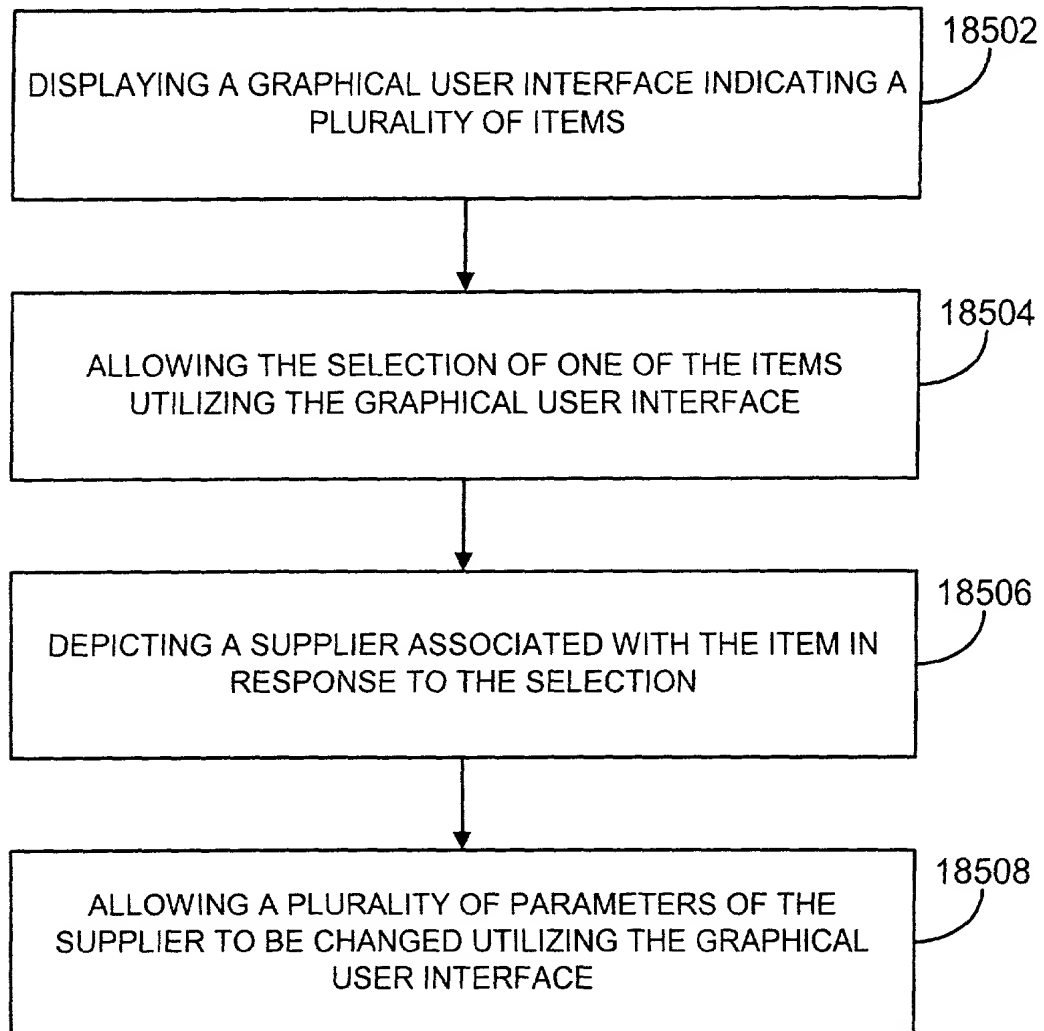 18502
DISPLAYING A GRAPHICAL USER INTERFACE INDICATING A
PLURALITY OF ITEMS
18504
ALLOWING THE SELECTION OF ONE OF THE ITEMS
UTILIZING THE GRAPHICAL USER INTERFACE
18506
DEPICTING A SUPPLIER ASSOCIATED WITH THE ITEM IN
RESPONSE TO THE SELECTION
18508
ALLOWING A PLURALITY OF PARAMETERS OF THE
SUPPLIER TO BE CHANGED UTILIZING THE GRAPHICAL
USER INTERFACE